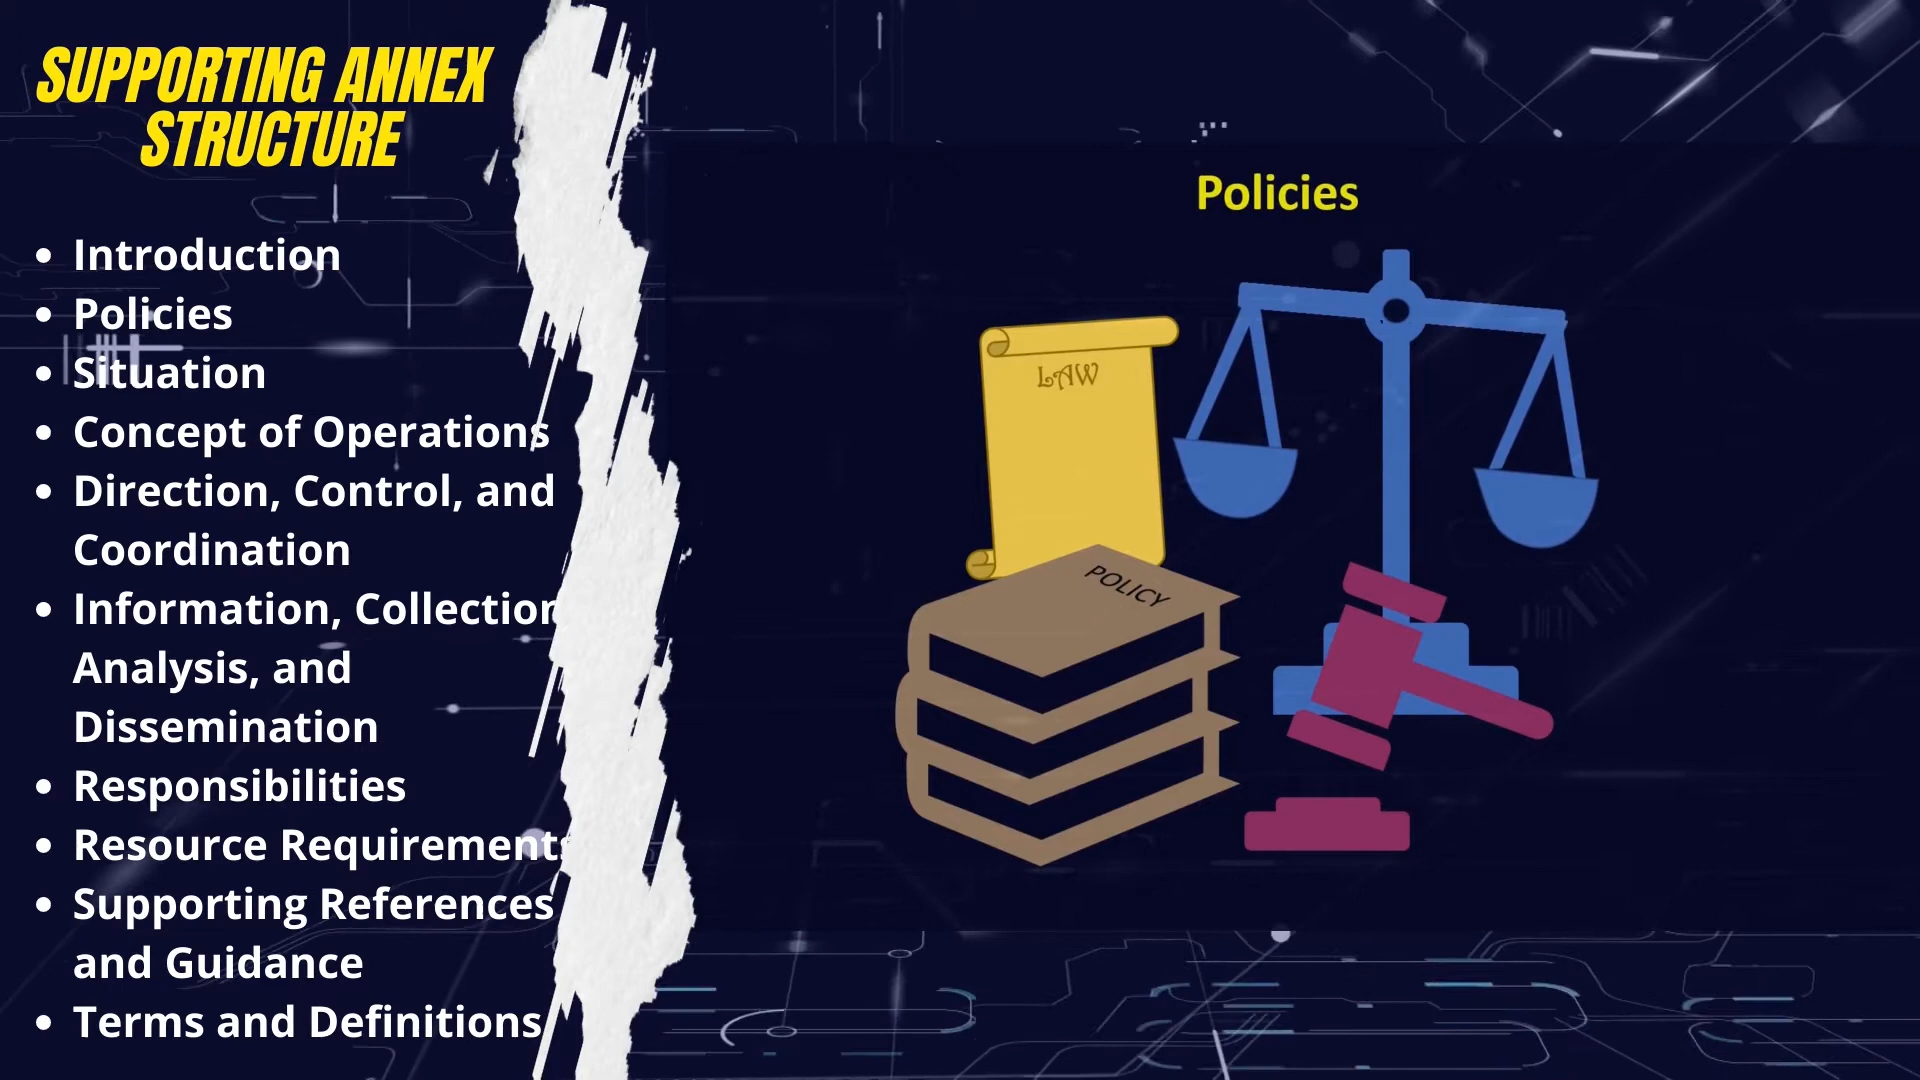 SUPPORTING ANNEX
STRUCTURE
• Introduction
• Policies
• Situation
• Concept of Operations
• Direction, Control, and
Coordination
• Information, Collection
Analysis, and
Dissemination
• Responsibilities
• Resource Requirements
• Supporting References
and Guidance
• Terms and Definitions
Policies
LAW
POLICY